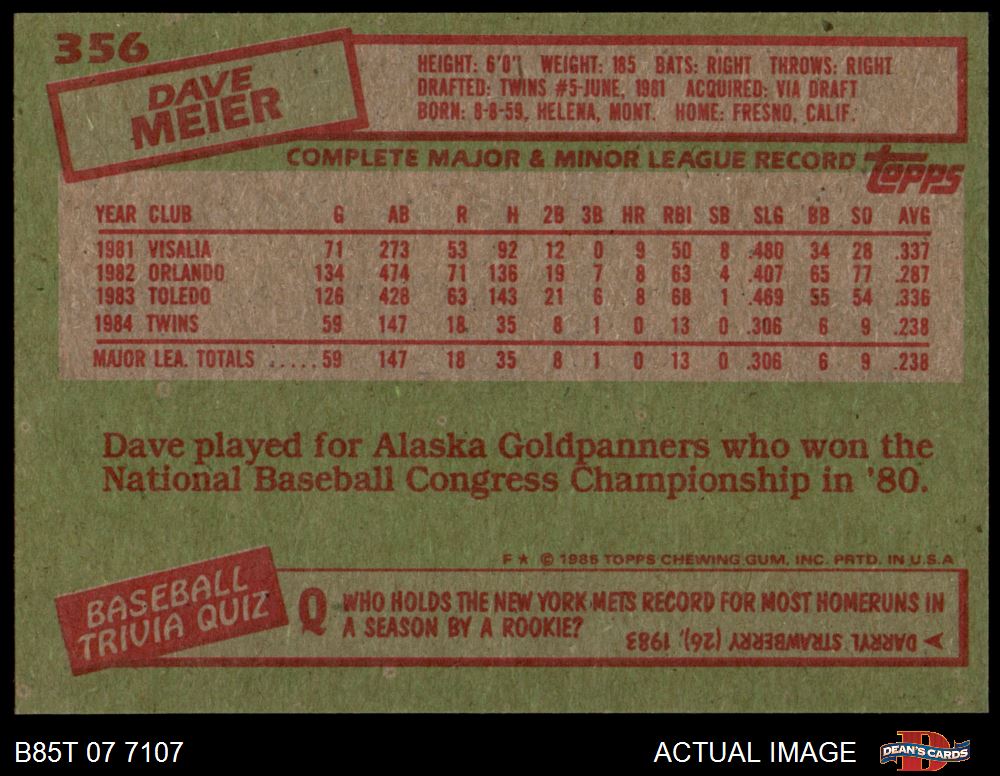 356
DAVE
MEIER
HEIGHT: 6'0" WEIGHT: 185 BATS: RIGHT THROWS: RIGHT
DRAFTED: TWINS #5-JUNE, 1981 ACQUIRED: VIA DRAFT
BORN: 8-8-59, HELENA, MONT. HOME: FRESNO, CALIF.
COMPLETE MAJOR & MINOR LEAGUE RECORD topps
YEAR CLUB G AB R H 2B 3B HR RBI SB SLG BB SO AVG
1981 VISALIA 71 273 53 92 12 0 9 50 8 .480 34 28 .337
1982 ORLANDO 134 474 71 136 19 7 8 63 4 .407 65 77 .287
1983 TOLEDO 126 428 63 143 21 6 8 68 1 .469 55 54 .336
1984 TWINS 59 147 18 35 8 1 0 13 0 .306 6 9 .238
MAJOR LEA. TOTALS .....59 147 18 35 8 1 0 13 0 .306 6 9 .238
Dave played for Alaska Goldpanners who won the
National Baseball Congress Championship in '80.
F★ © 1985 TOPPS CHEWING GUM, INC. PRTD. IN U.S.A
BASEBALL
TRIVIA QUIZ
Q WHO HOLDS THE NEW YORK METS RECORD FOR MOST HOMERUNS IN
A SEASON BY A ROOKIE?
DARRYL STRAWBERRY (26), 1983
B85T 07 7107 ACTUAL IMAGE DEAN'S CARDS